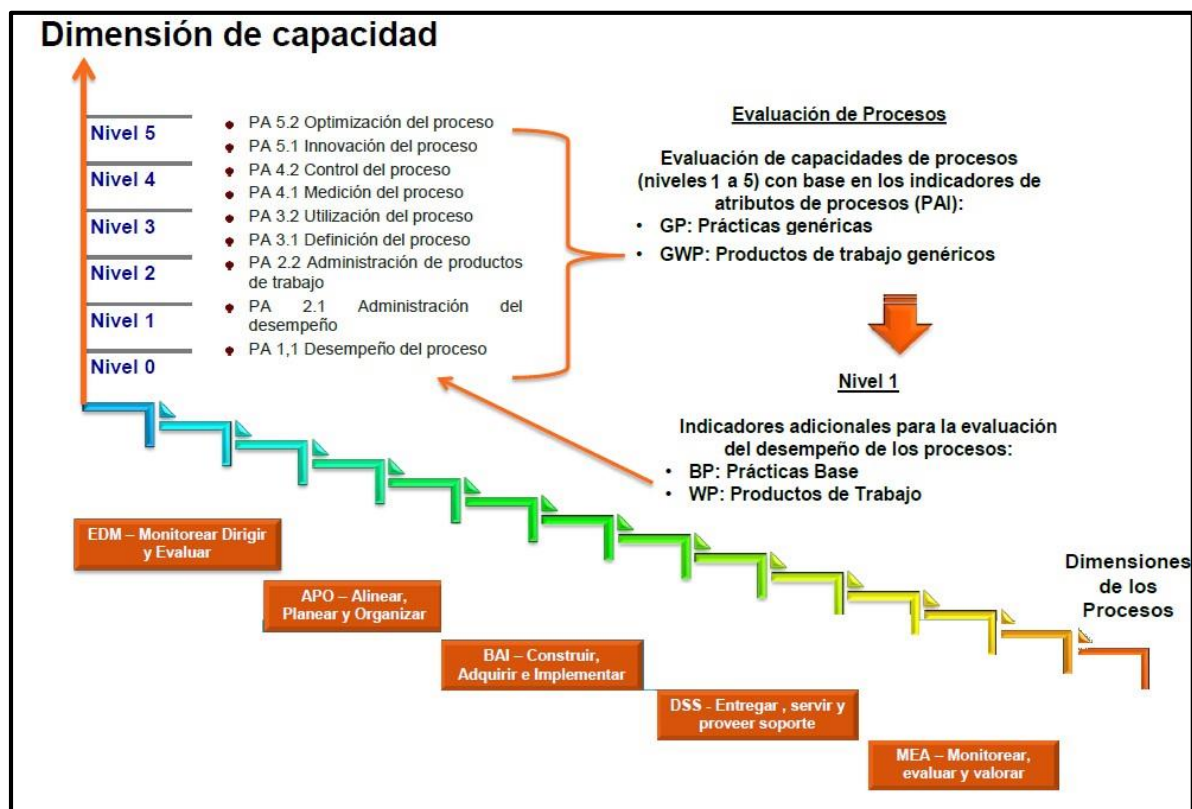 Dimensión de capacidad
Nivel 5
Nivel 4
Nivel 3
Nivel 2
Nivel 1
Nivel 0
PA 5.2 Optimización del proceso
PA 5.1 Innovación del proceso
PA 4.2 Control del proceso
PA 4.1 Medición del proceso
PA 3.2 Utilización del proceso
PA 3.1 Definición del proceso
PA 2.2 Administración de productos
de trabajo
PA 2.1 Administración del
desempeño
PA 1,1 Desempeño del proceso
Evaluación de Procesos
Evaluación de capacidades de procesos
(niveles 1 a 5) con base en los indicadores de
atributos de procesos (PAI):
• GP: Prácticas genéricas
• GWP: Productos de trabajo genéricos
Nivel 1
Indicadores adicionales para la evaluación
del desempeño de los procesos:
• BP: Prácticas Base
• WP: Productos de Trabajo
EDM – Monitorear Dirigir
y Evaluar
APO – Alinear,
Planear y Organizar
BAI – Construir,
Adquirir e Implementar
DSS - Entregar , servir y
proveer soporte
MEA – Monitorear,
evaluar y valorar
Dimensiones
de los
Procesos